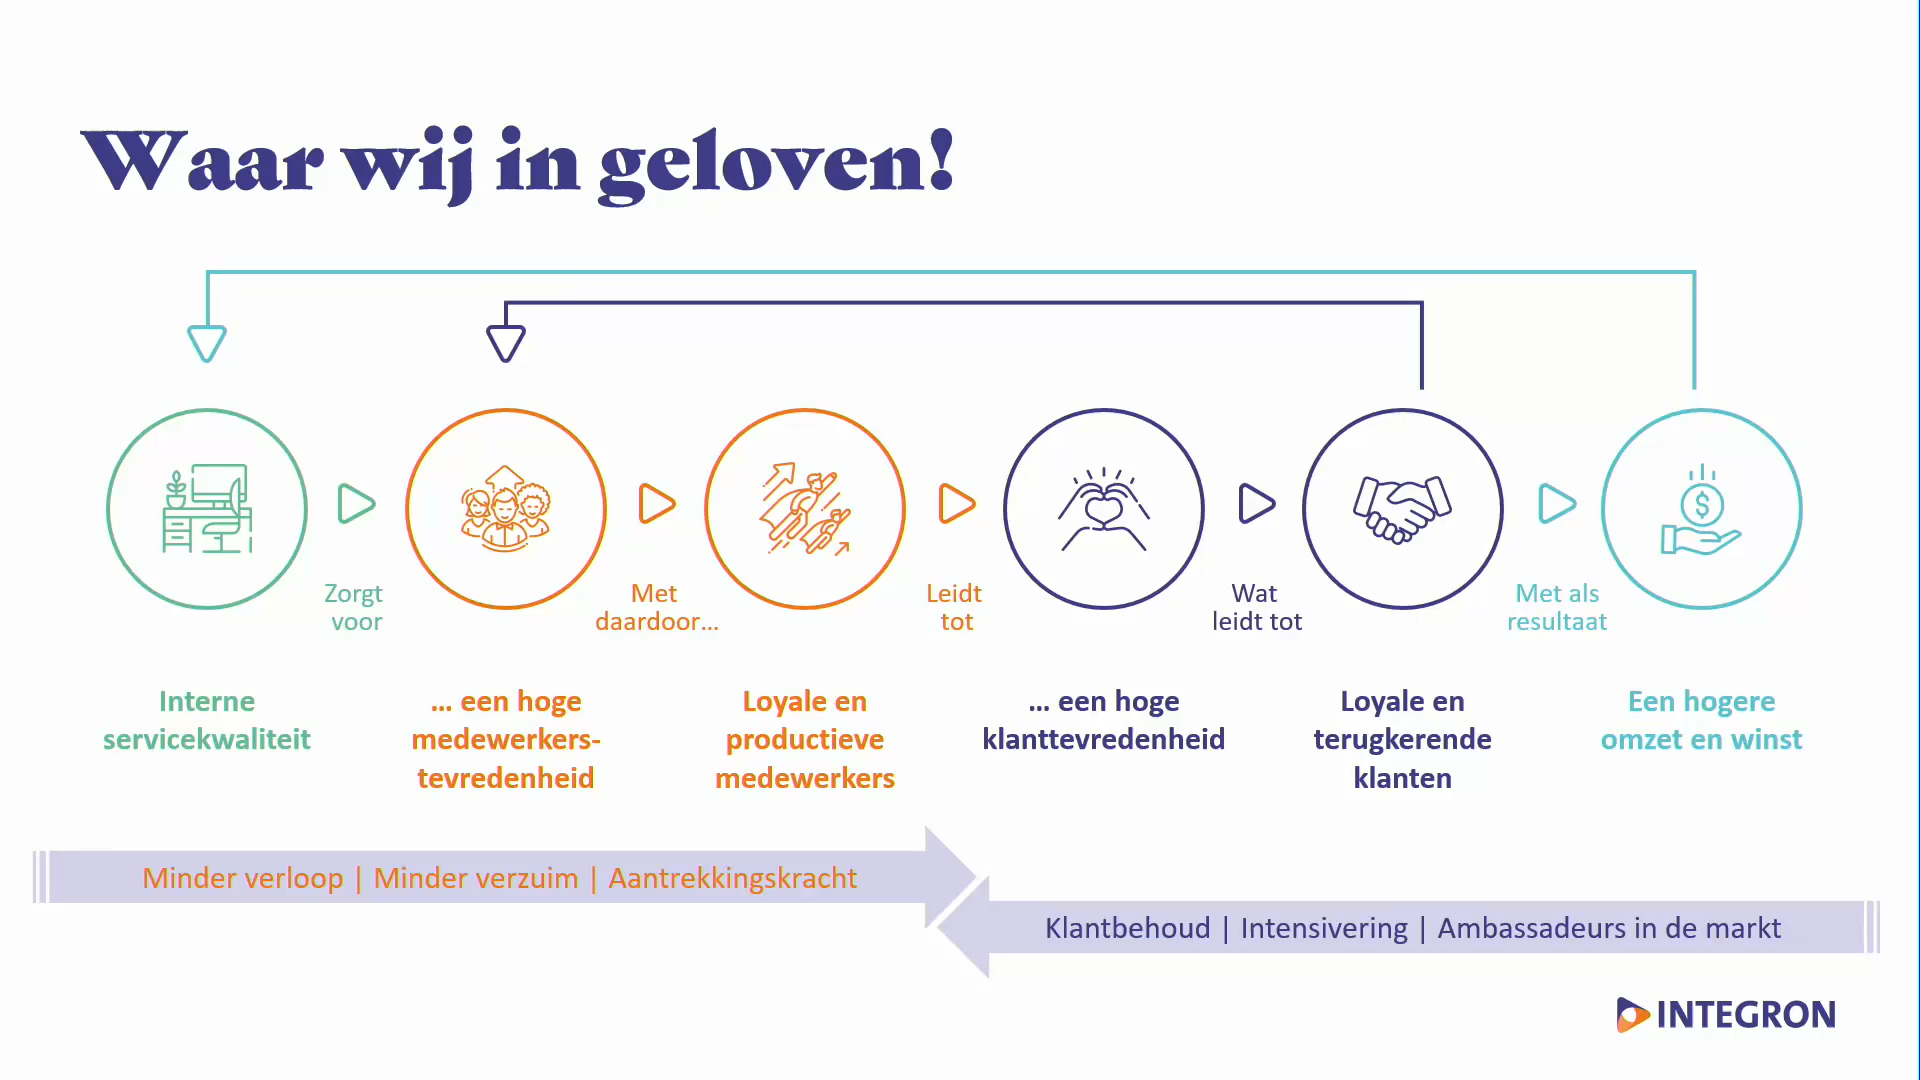 Waar wij in geloven!
Zorgt
voor
Met
daardoor...
Leidt
tot
Wat
leidt tot
Met als
resultaat
Interne
servicekwaliteit
... een hoge
medewerkers-
tevredenheid
Loyale en
productieve
medewerkers
... een hoge
klanttevredenheid
Loyale en
terugkerende
klanten
Een hogere
omzet en winst
Minder verloop | Minder verzuim | Aantrekkingskracht
Klantbehoud | Intensivering | Ambassadeurs in de markt
INTEGRON